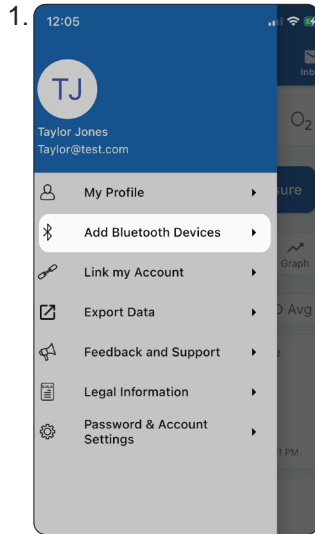 1.
12:05
TJ
Taylor Jones
Taylor@test.com
Inb
O₂
My Profile
sure
Add Bluetooth Devices
Link my Account
Graph
Export Data
Avg
Feedback and Support
EULA
Legal Information
Password & Account
Settings
1 PM